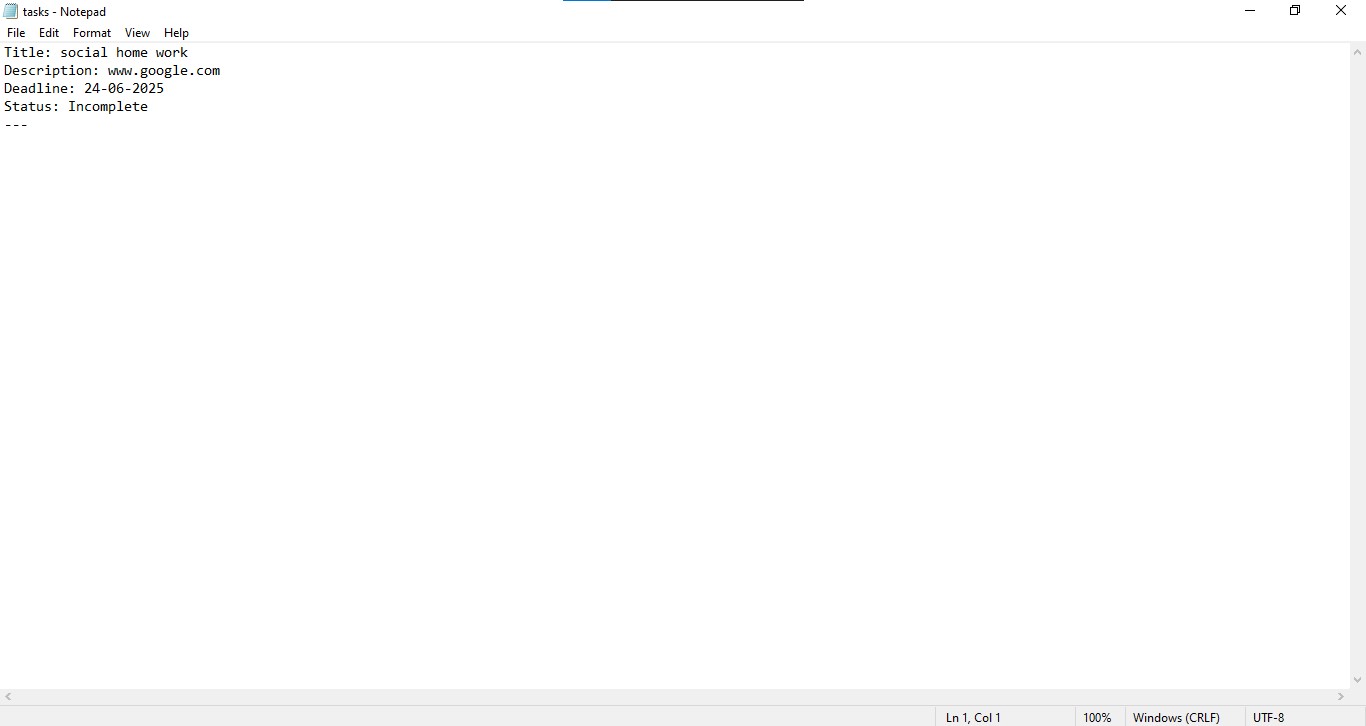 tasks - Notepad
File Edit Format View Help
Title: social home work
Description: www.google.com
Deadline: 24-06-2025
Status: Incomplete
---
Ln 1, Col 1 100% Windows (CRLF) UTF-8